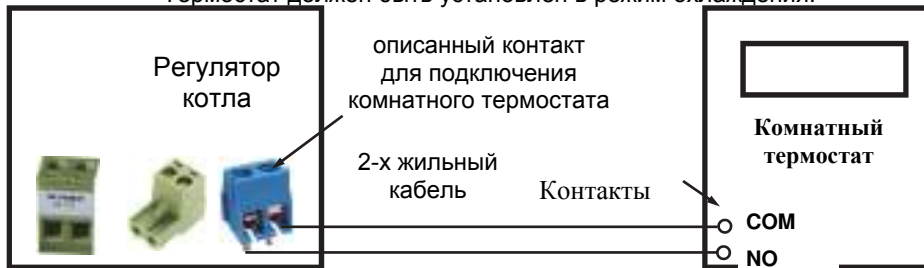 Термостат должен быть установлен в режим охлаждения.
описанный контакт
для подключения
комнатного термостата
Регулятор
котла
Комнатный
термостат
2-х жильный
кабель
Контакты
COM
NO